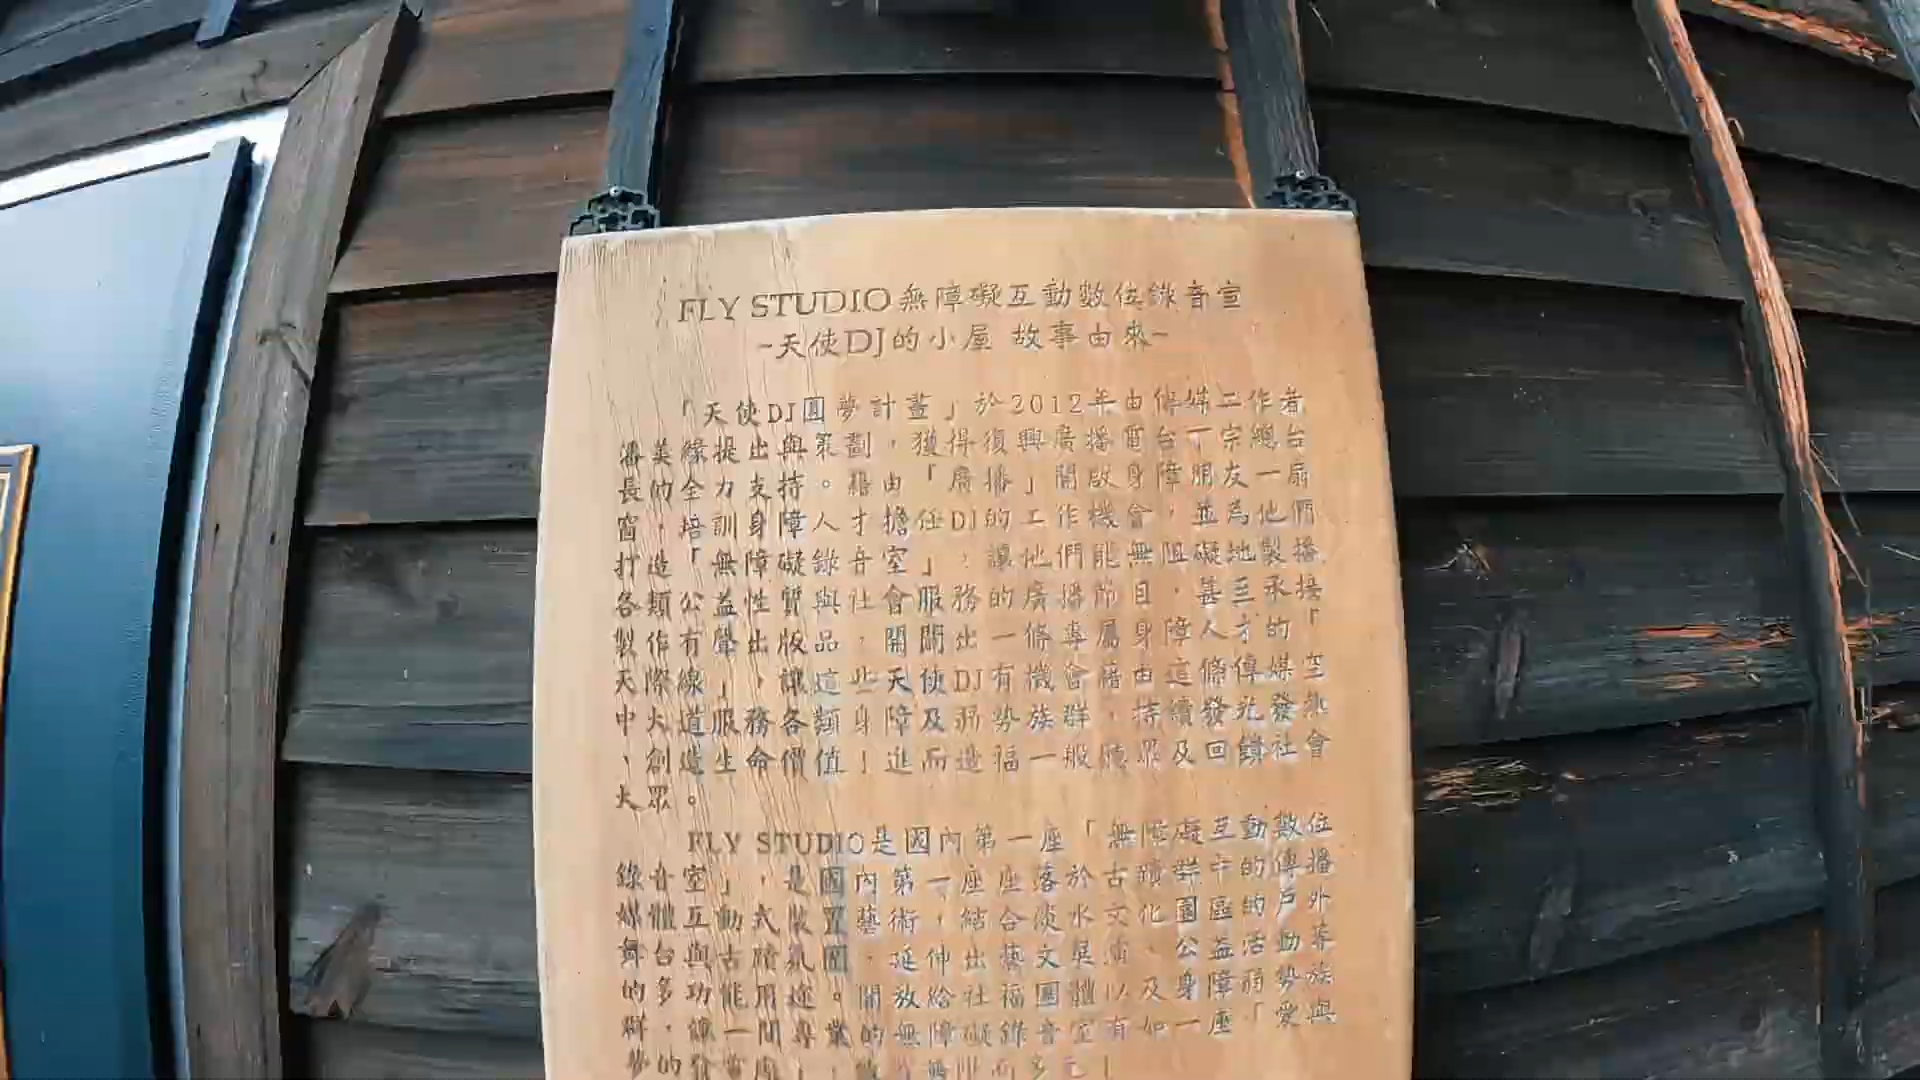 FLY STUDIO無障礙互動數位錄音室
~天使DJ的小屋 故事由來~
「天使DJ圓夢計畫」於2012年由傳媒工作者
潘美緣提出與策劃，獲得復興廣播電台丁宗總台
長的全力支持。藉由「廣播」開啟身障朋友一扇
窗，培訓身障人才擔任DJ的工作機會，並為他們
打造「無障礙錄音室」，讓他們能無阻礙地製播
各類公益性質與社會服務的廣播節目，甚至承接
製作有聲出版品，開闢出一條專屬身障人才的「
天際線」，讓這些天使DJ有機會藉由這條傳媒空
中大道服務各類身障及弱勢族群，持續發光發熱
、創造生命價值！進而造福一般聽眾及回饋社會
大眾。
FLY STUDIO是國內第一座「無障礙互動數位
錄音室」，是國內第一座座落於古蹟群中的傳播
媒體互動式裝置藝術，結合淡水文化園區的戶外
舞台與古蹟氛圍，延伸出藝文展演、公益活動等
的多功能用途。開放給社福團體以及身障弱勢族
群，讓一間專業的無障礙錄音室有如一座「愛與
夢的